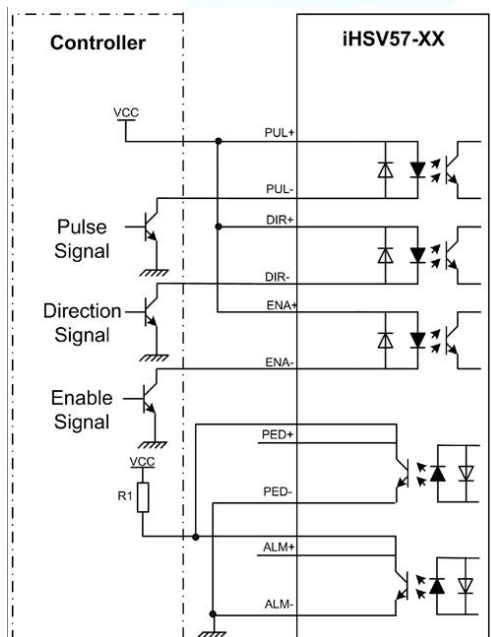 Controller
iHSV57-XX
VCC
PUL+
PUL-
Pulse
Signal
DIR+
DIR-
Direction
Signal
ENA+
ENA-
Enable
Signal
PED+
VCC
R1
PED-
ALM+
ALM-